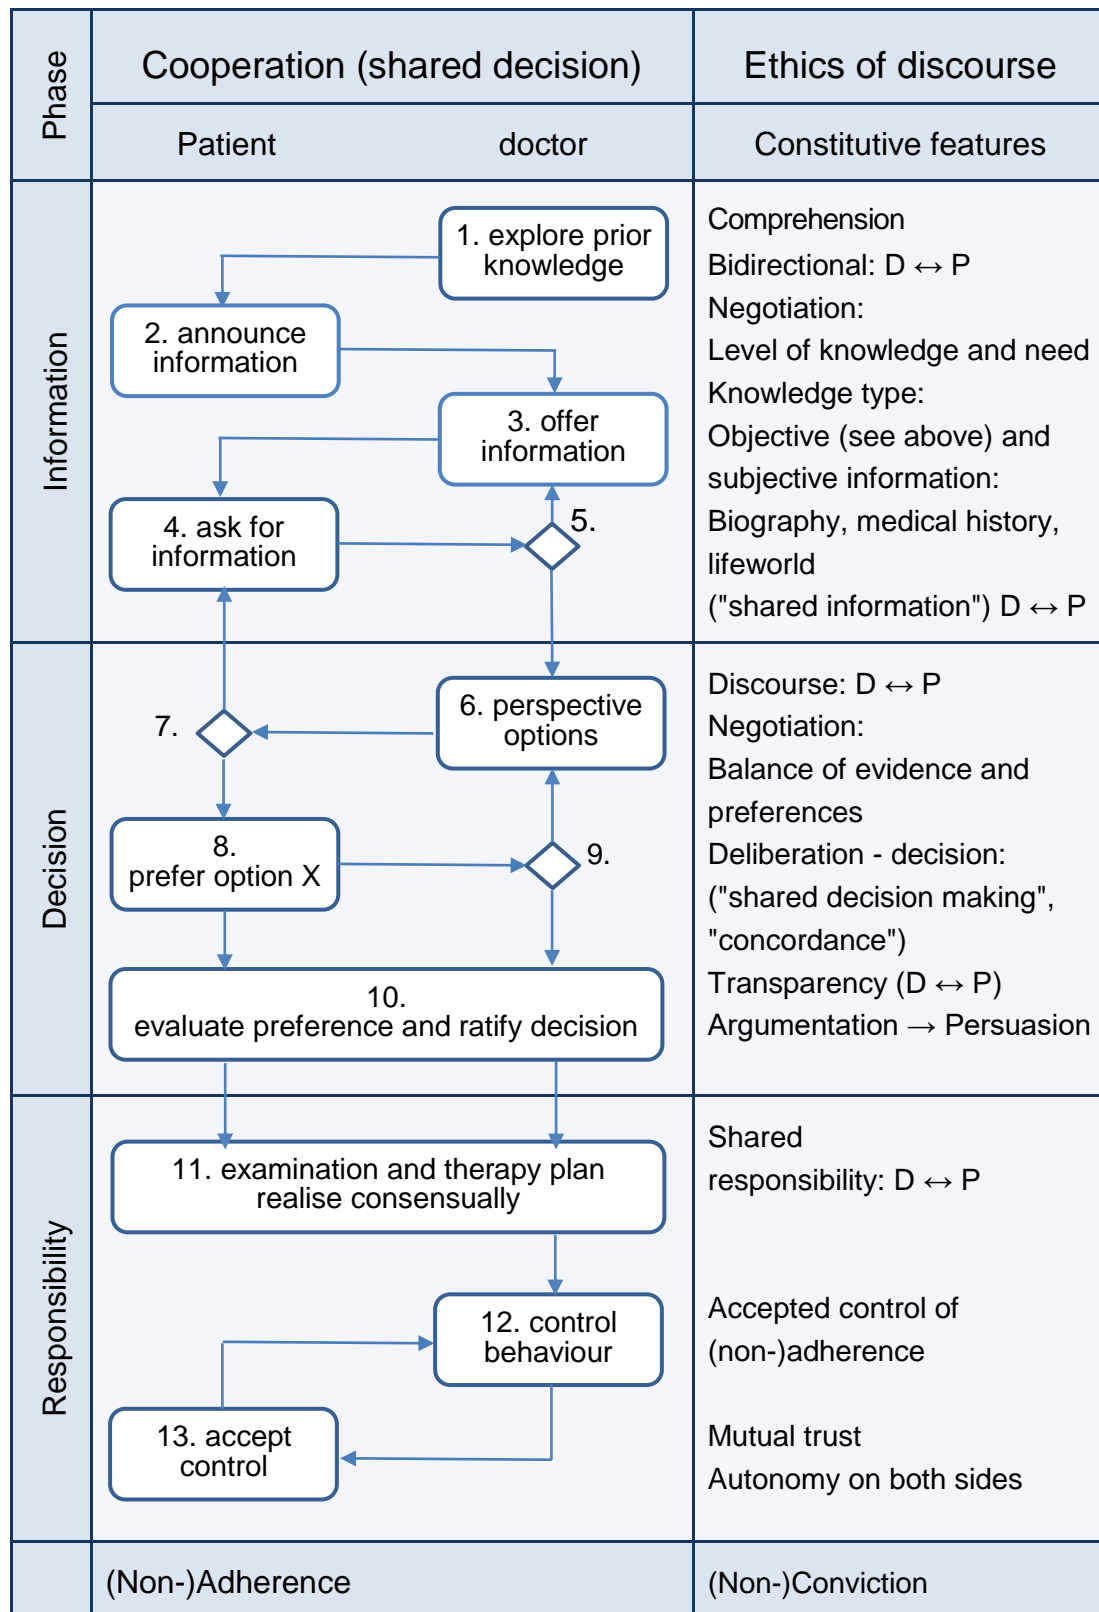 Phase
Cooperation (shared decision)
Ethics of discourse
Patient
doctor
Constitutive features
Information
1. explore prior
knowledge
2. announce
information
3. offer
information
4. ask for
information
5.
Comprehension
Bidirectional: D ↔ P
Negotiation:
Level of knowledge and need
Knowledge type:
Objective (see above) and
subjective information:
Biography, medical history,
lifeworld
("shared information") D ↔ P
Decision
6. perspective
options
7.
8.
prefer option X
9.
10.
evaluate preference and ratify decision
Discourse: D ↔ P
Negotiation:
Balance of evidence and
preferences
Deliberation - decision:
("shared decision making",
"concordance")
Transparency (D ↔ P)
Argumentation → Persuasion
Responsibility
11. examination and therapy plan
realise consensually
12. control
behaviour
13. accept
control
Shared
responsibility: D ↔ P
Accepted control of
(non-)adherence
Mutual trust
Autonomy on both sides
(Non-)Adherence
(Non-)Conviction